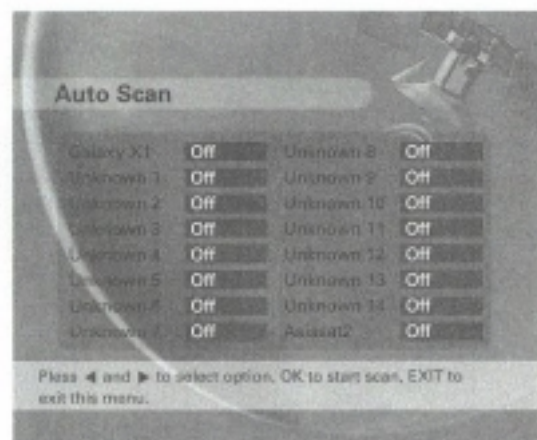 Auto Scan
Galaxy X1 Off Unknown 8 Off
Unknown 1 Off Unknown 9 Off
Unknown 2 Off Unknown 10 Off
Unknown 3 Off Unknown 11 Off
Unknown 4 Off Unknown 12 Off
Unknown 5 Off Unknown 13 Off
Unknown 6 Off Unknown 14 Off
Unknown 7 Off Asiasat2 Off
Press ◄ and ► to select option, OK to start scan, EXIT to
exit this menu.